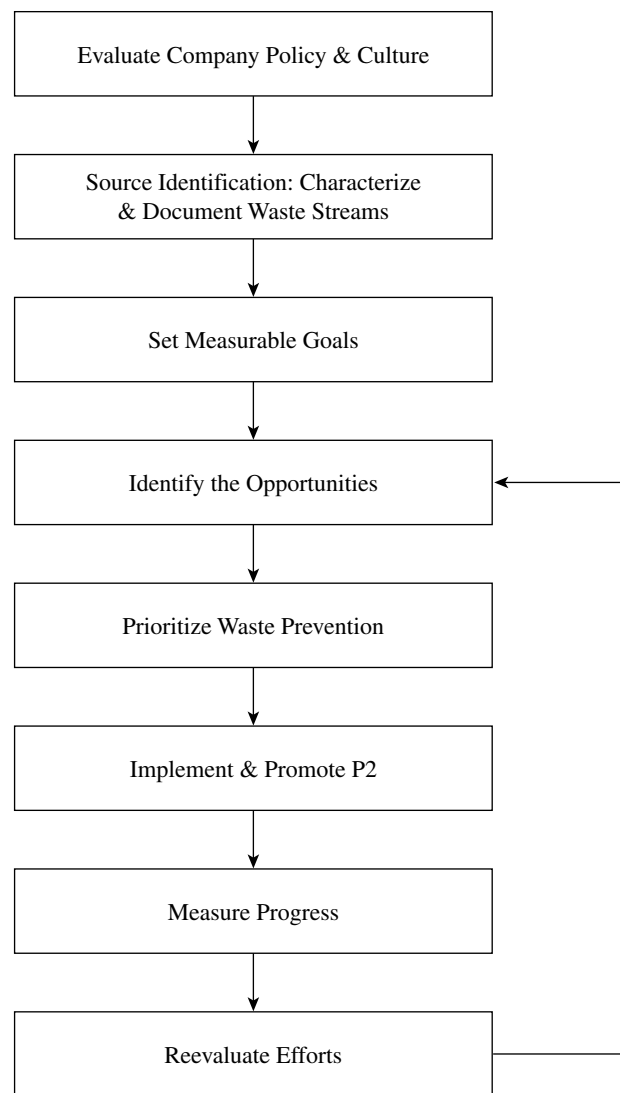 Evaluate Company Policy & Culture
Source Identification: Characterize
& Document Waste Streams
Set Measurable Goals
Identify the Opportunities
Prioritize Waste Prevention
Implement & Promote P2
Measure Progress
Reevaluate Efforts